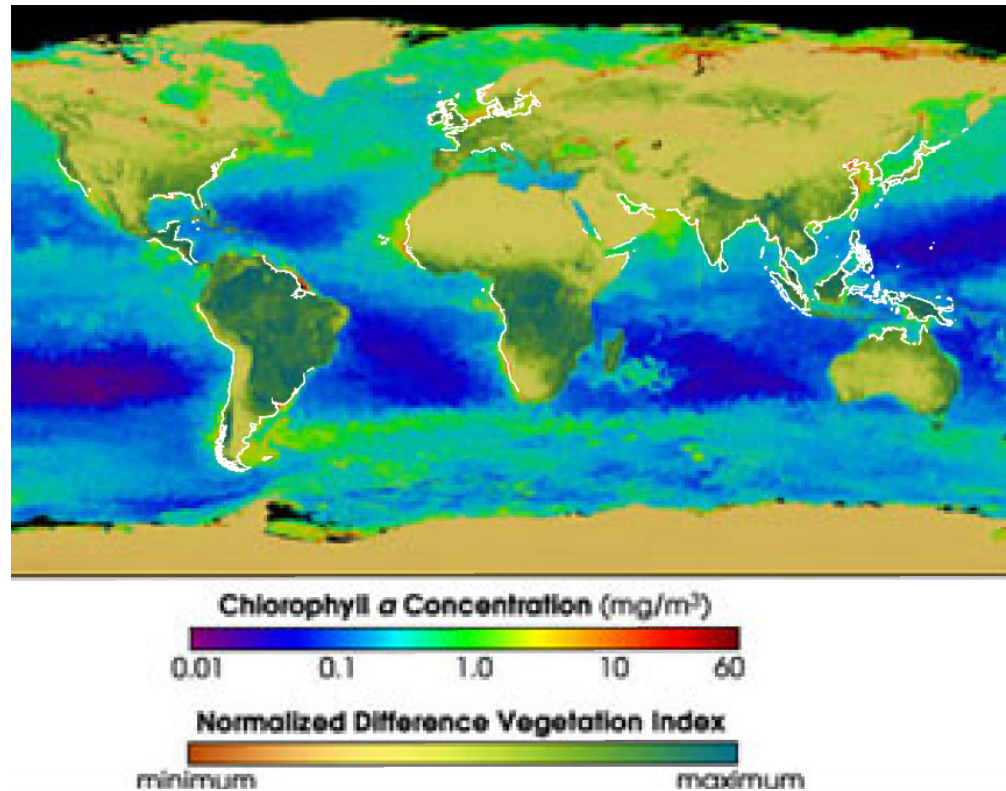 Chlorophyll a Concentration (mg/m³)
0.01 0.1 1.0 10 60
Normalized Difference Vegetation Index
minimum maximum